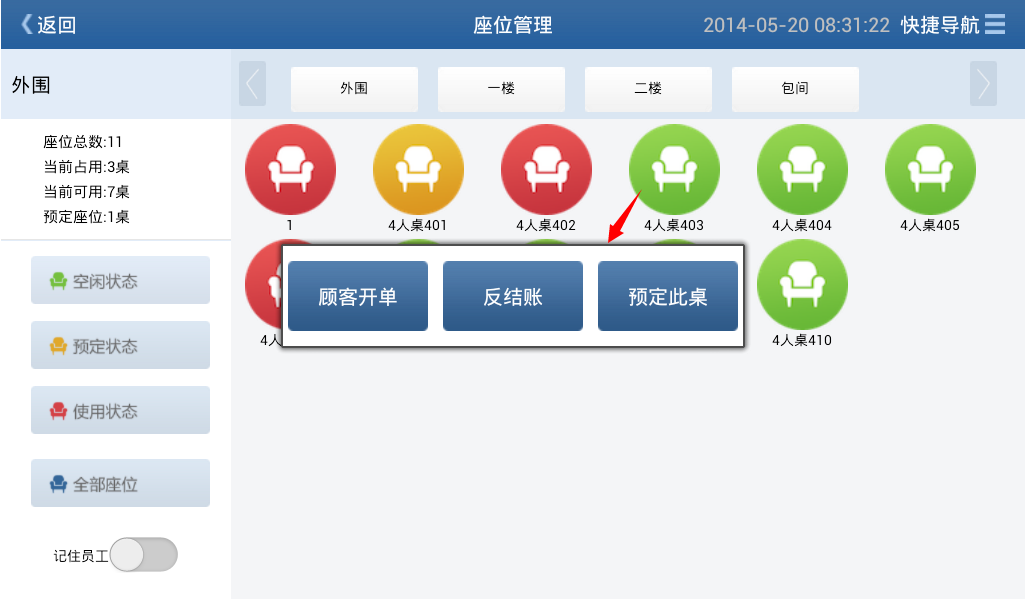 返回
座位管理
2014-05-20 08:31:22
快捷导航
外围
外围
一楼
二楼
包间
座位总数:11
当前占用:3桌
当前可用:7桌
预定座位:1桌
1
4人桌401
4人桌402
4人桌403
4人桌404
4人桌405
顾客开单
反结账
预定此桌
4人
4人桌410
空闲状态
预定状态
使用状态
全部座位
记住员工